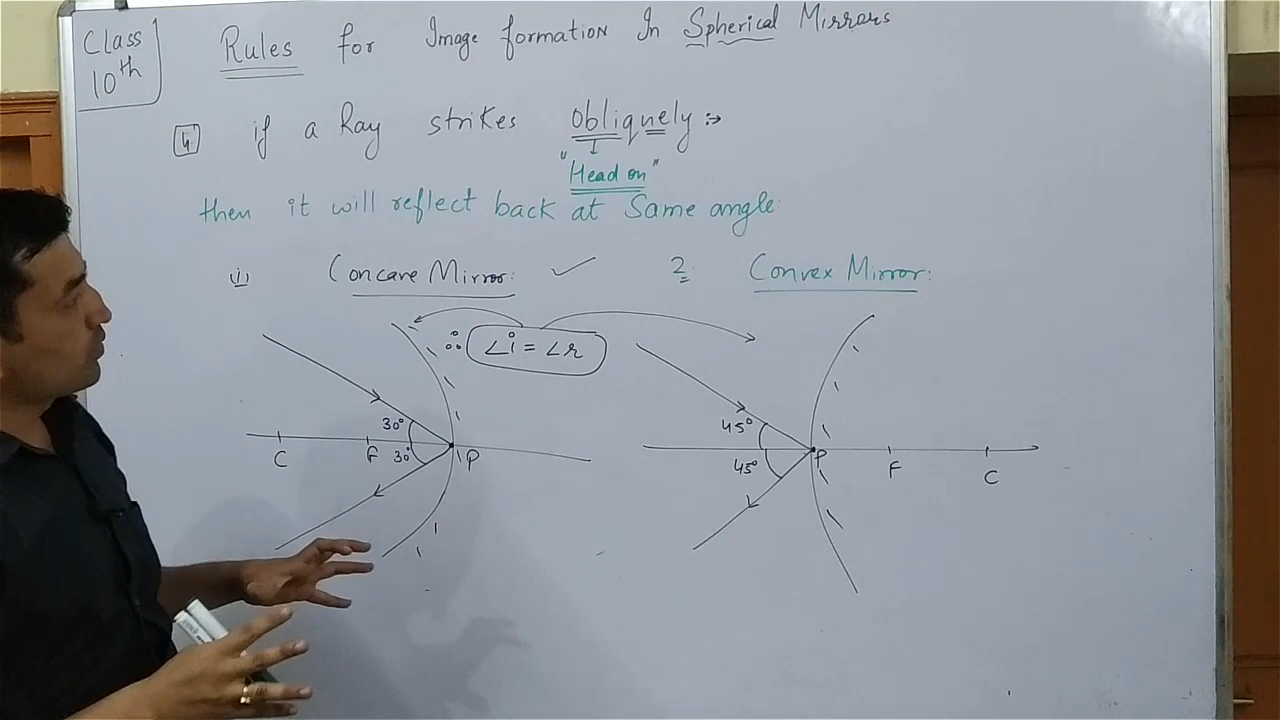 Class
10th
Rules for Image formation In Spherical Mirrors
4. if a Ray strikes obliquely :→
"Head on"
then it will reflect back at Same angle
(i) Concave Mirror: ✓
2. Convex Mirror:
∴ ∠i = ∠r
30°
30°
C F P
45°
45°
P F C